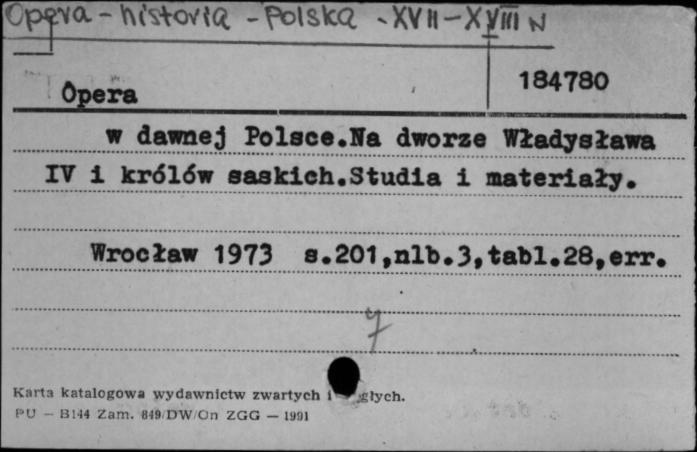 Opera - historia - Polska - XVII-XVIII w
184780
Opera
w dawnej Polsce.Na dworze Władysława
IV i królów saskich.Studia i materiały.
Wrocław 1973 s.201,nlb.3,tabl.28,err.
Karta katalogowa wydawnictw zwartych i głych.
PU - B144 Zam. 849/DW/On ZGG - 1991